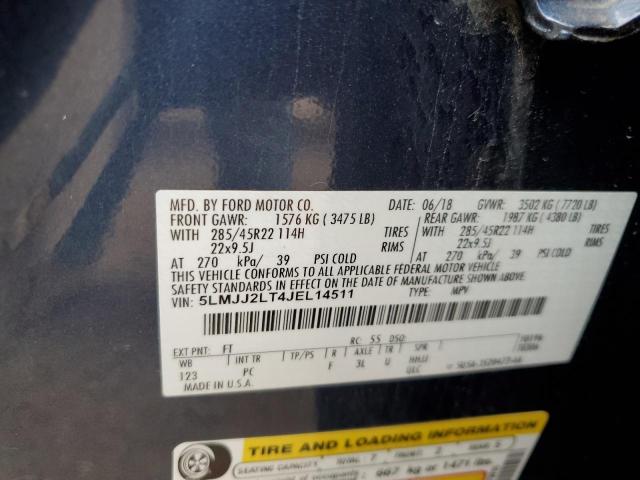 MFD. BY FORD MOTOR CO.
DATE: 06/18 GVWR: 3502 KG ( 7720 LB)
FRONT GAWR: 1576 KG ( 3475 LB)
REAR GAWR: 1987 KG ( 4380 LB)
WITH 285/45R22 114H TIRES
WITH 285/45R22 114H TIRES
22x9.5J RIMS
22x9.5J RIMS
AT 270 kPa/ 39 PSI COLD
AT 270 kPa/ 39 PSI COLD
THIS VEHICLE CONFORMS TO ALL APPLICABLE FEDERAL MOTOR VEHICLE
SAFETY STANDARDS IN EFFECT ON THE DATE OF MANUFACTURE SHOWN ABOVE.
VIN: 5LMJJ2LT4JEL14511 TYPE: MPV
EXT PNT: FT RC: 55 DSO:
WB INT TR TP/PS R AXLE TR SPR
123 PC F 3L U
MADE IN U.S.A.
TIRE AND LOADING INFORMATION
SEATING CAPACITY